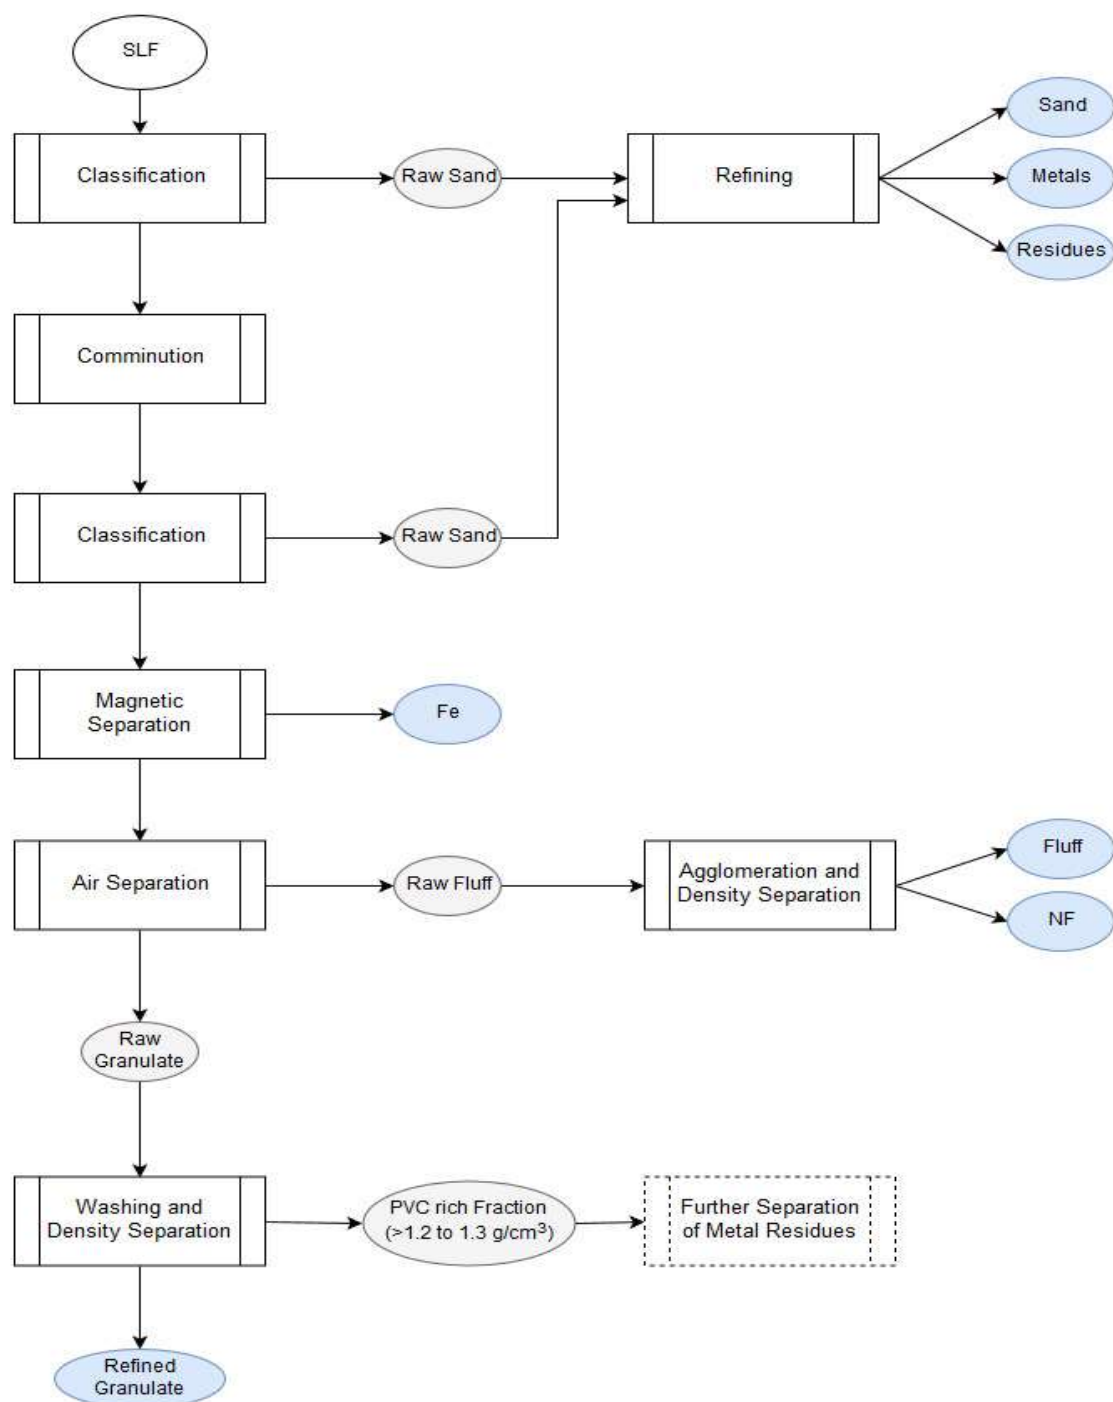 SLF
Classification
Raw Sand
Refining
Sand
Metals
Residues
Comminution
Classification
Raw Sand
Magnetic
Separation
Fe
Air Separation
Raw Fluff
Agglomeration and
Density Separation
Fluff
NF
Raw
Granulate
Washing and
Density Separation
PVC rich Fraction
(>1.2 to 1.3 g/cm³)
Further Separation
of Metal Residues
Refined
Granulate